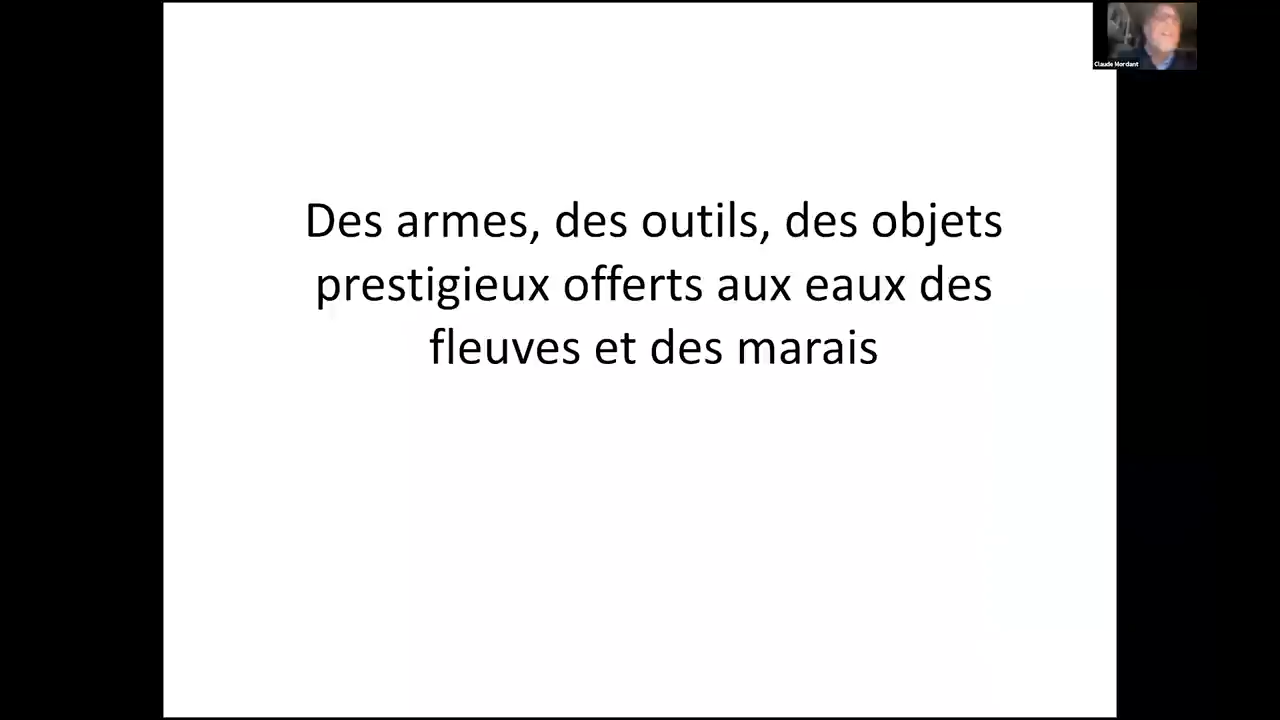 Claude Mordant
Des armes, des outils, des objets
prestigieux offerts aux eaux des
fleuves et des marais